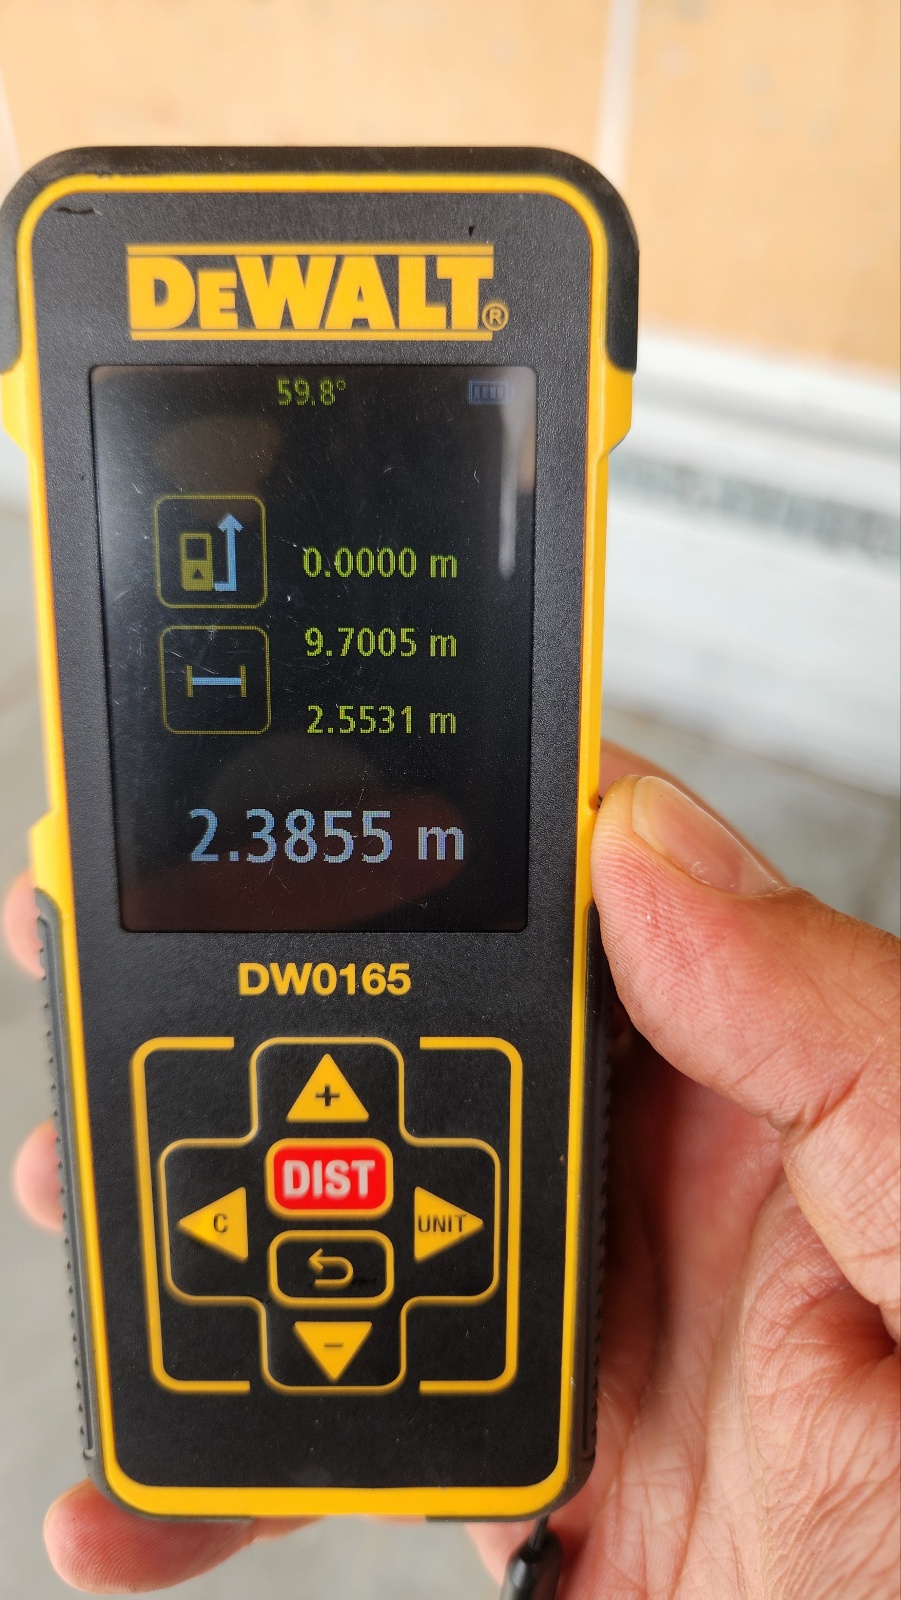 DEWALT®
59.8°
0.0000 m
9.7005 m
2.5531 m
2.3855 m
DW0165
+
DIST
C
UNIT
−